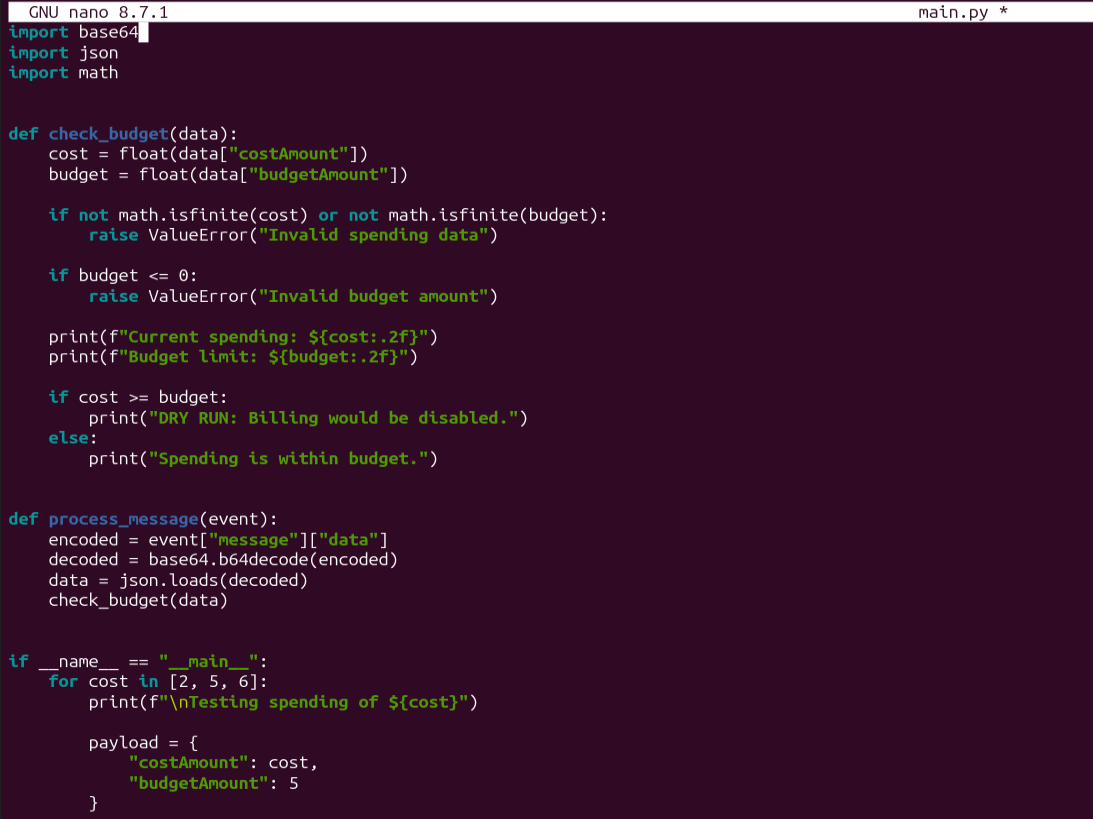 GNU nano 8.7.1 main.py *
import base64
import json
import math
def check_budget(data):
    cost = float(data["costAmount"])
    budget = float(data["budgetAmount"])
    if not math.isfinite(cost) or not math.isfinite(budget):
        raise ValueError("Invalid spending data")
    if budget <= 0:
        raise ValueError("Invalid budget amount")
    print(f"Current spending: ${cost:.2f}")
    print(f"Budget limit: ${budget:.2f}")
    if cost >= budget:
        print("DRY RUN: Billing would be disabled.")
    else:
        print("Spending is within budget.")
def process_message(event):
    encoded = event["message"]["data"]
    decoded = base64.b64decode(encoded)
    data = json.loads(decoded)
    check_budget(data)
if __name__ == "__main__":
    for cost in [2, 5, 6]:
        print(f"\nTesting spending of ${cost}")
        payload = {
            "costAmount": cost,
            "budgetAmount": 5
        }